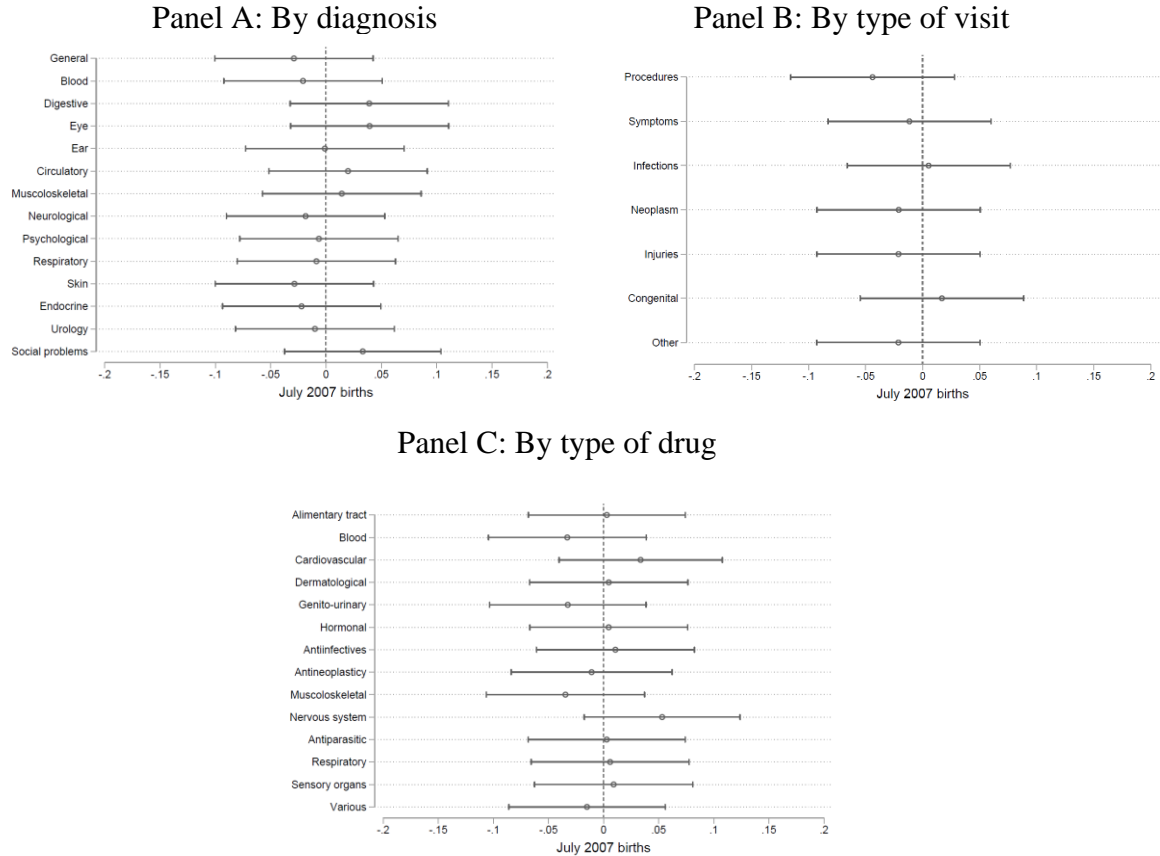 Panel A: By diagnosis
General
Blood
Digestive
Eye
Ear
Circulatory
Muscoloskeletal
Neurological
Psychological
Respiratory
Skin
Endocrine
Urology
Social problems
-.2 -.15 -.1 -.05 0 .05 .1 .15 .2
July 2007 births
Panel B: By type of visit
Procedures
Symptoms
Infections
Neoplasm
Injuries
Congenital
Other
-.2 -.15 -.1 -.05 0 .05 .1 .15 .2
July 2007 births
Panel C: By type of drug
Alimentary tract
Blood
Cardiovascular
Dermatological
Genito-urinary
Hormonal
Antiinfectives
Antineoplasticy
Muscoloskeletal
Nervous system
Antiparasitic
Respiratory
Sensory organs
Various
-.2 -.15 -.1 -.05 0 .05 .1 .15 .2
July 2007 births